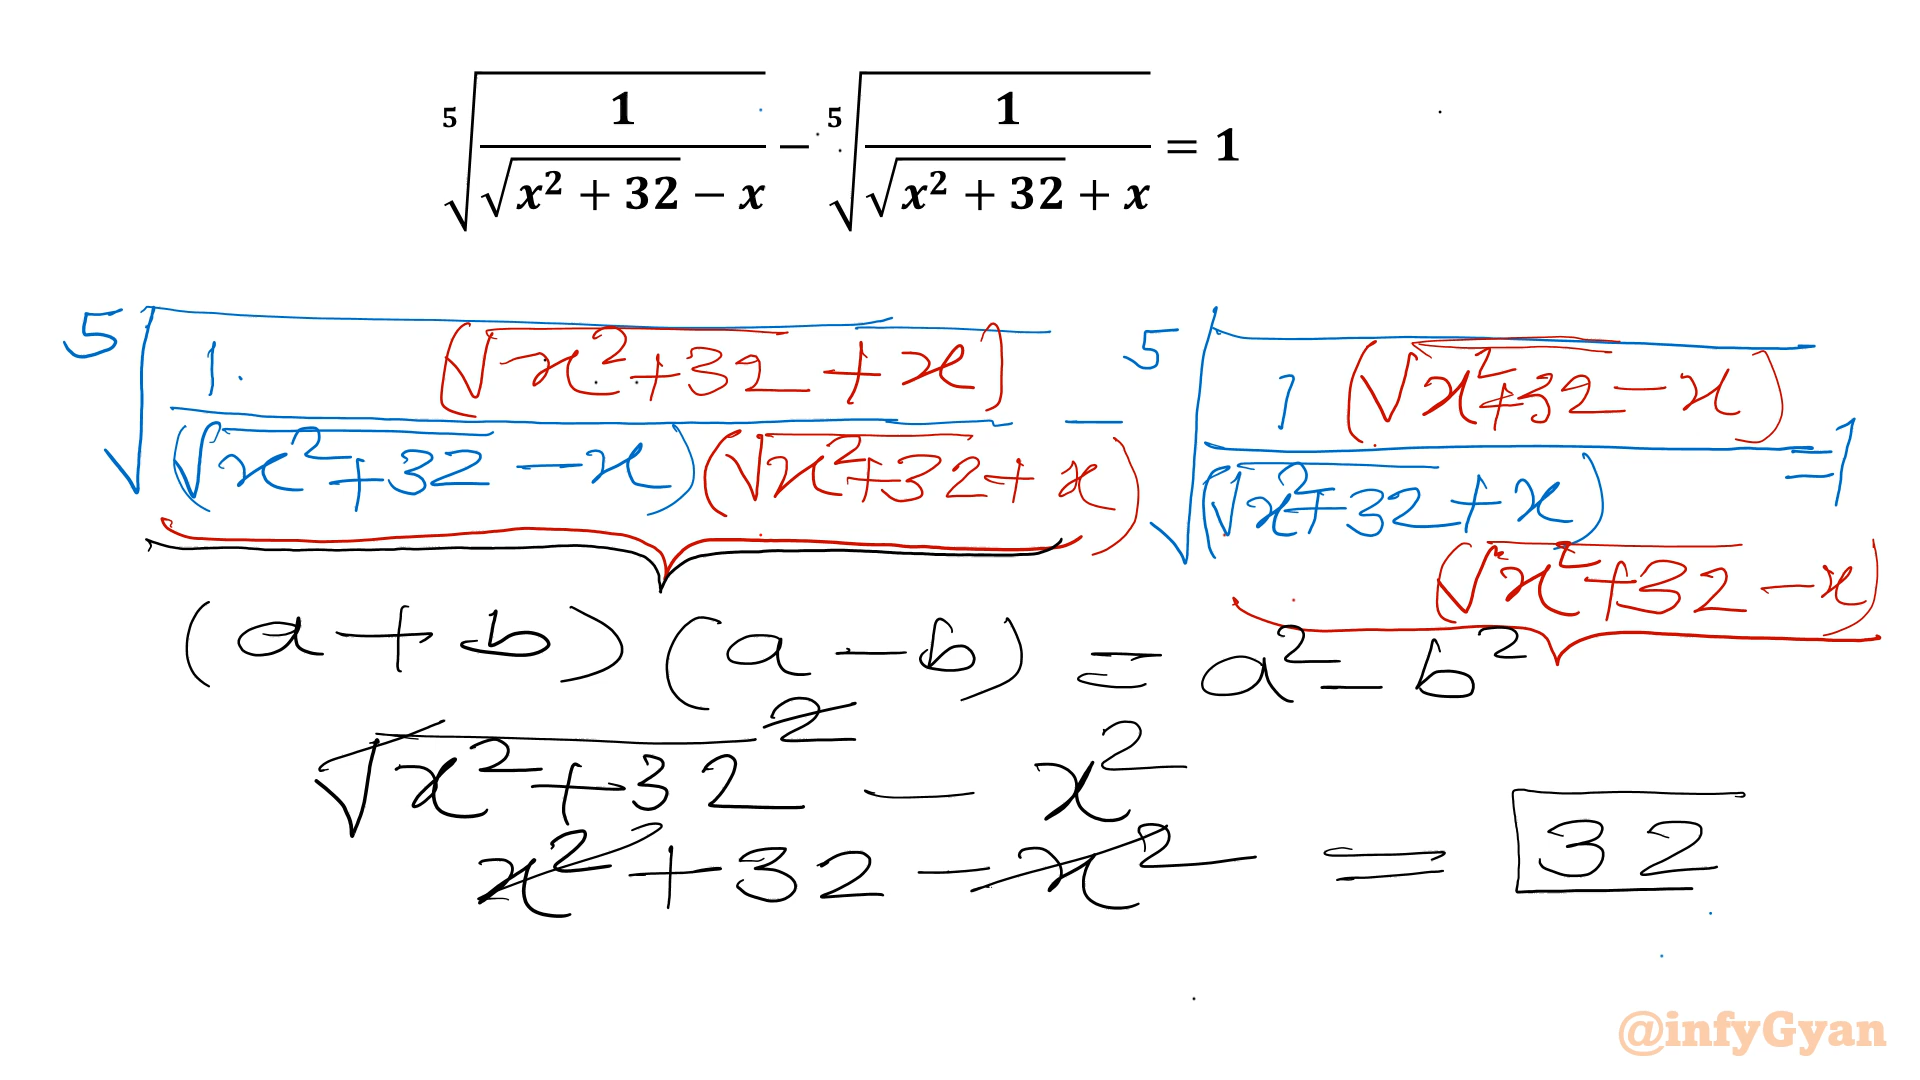 ⁵√(1/(√(x² + 32) − x)) − ⁵√(1/(√(x² + 32) + x)) = 1
⁵√(1·(√(x²+32) + x)/((√(x²+32) − x)(√(x²+32) + x))) − ⁵√(1(√(x²+32) − x)/((√(x²+32) + x)(√(x²+32) − x))) = 1
(a + b)(a − b) = a² − b²
√(x²+32)² − x²
x² + 32 − x² = 32
@infyGyan